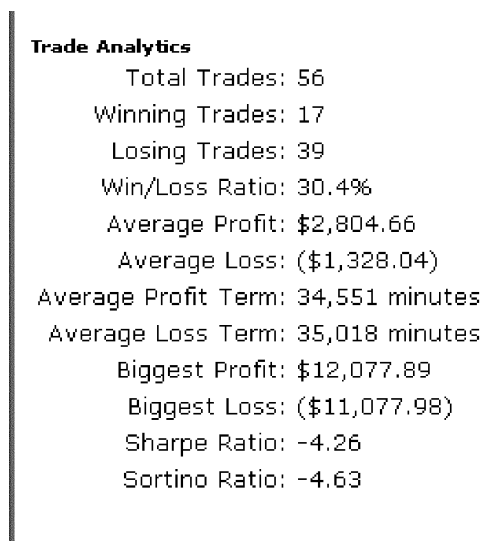 Trade Analytics
Total Trades: 56
Winning Trades: 17
Losing Trades: 39
Win/Loss Ratio: 30.4%
Average Profit: $2,804.66
Average Loss: ($1,328.04)
Average Profit Term: 34,551 minutes
Average Loss Term: 35,018 minutes
Biggest Profit: $12,077.89
Biggest Loss: ($11,077.98)
Sharpe Ratio: -4.26
Sortino Ratio: -4.63